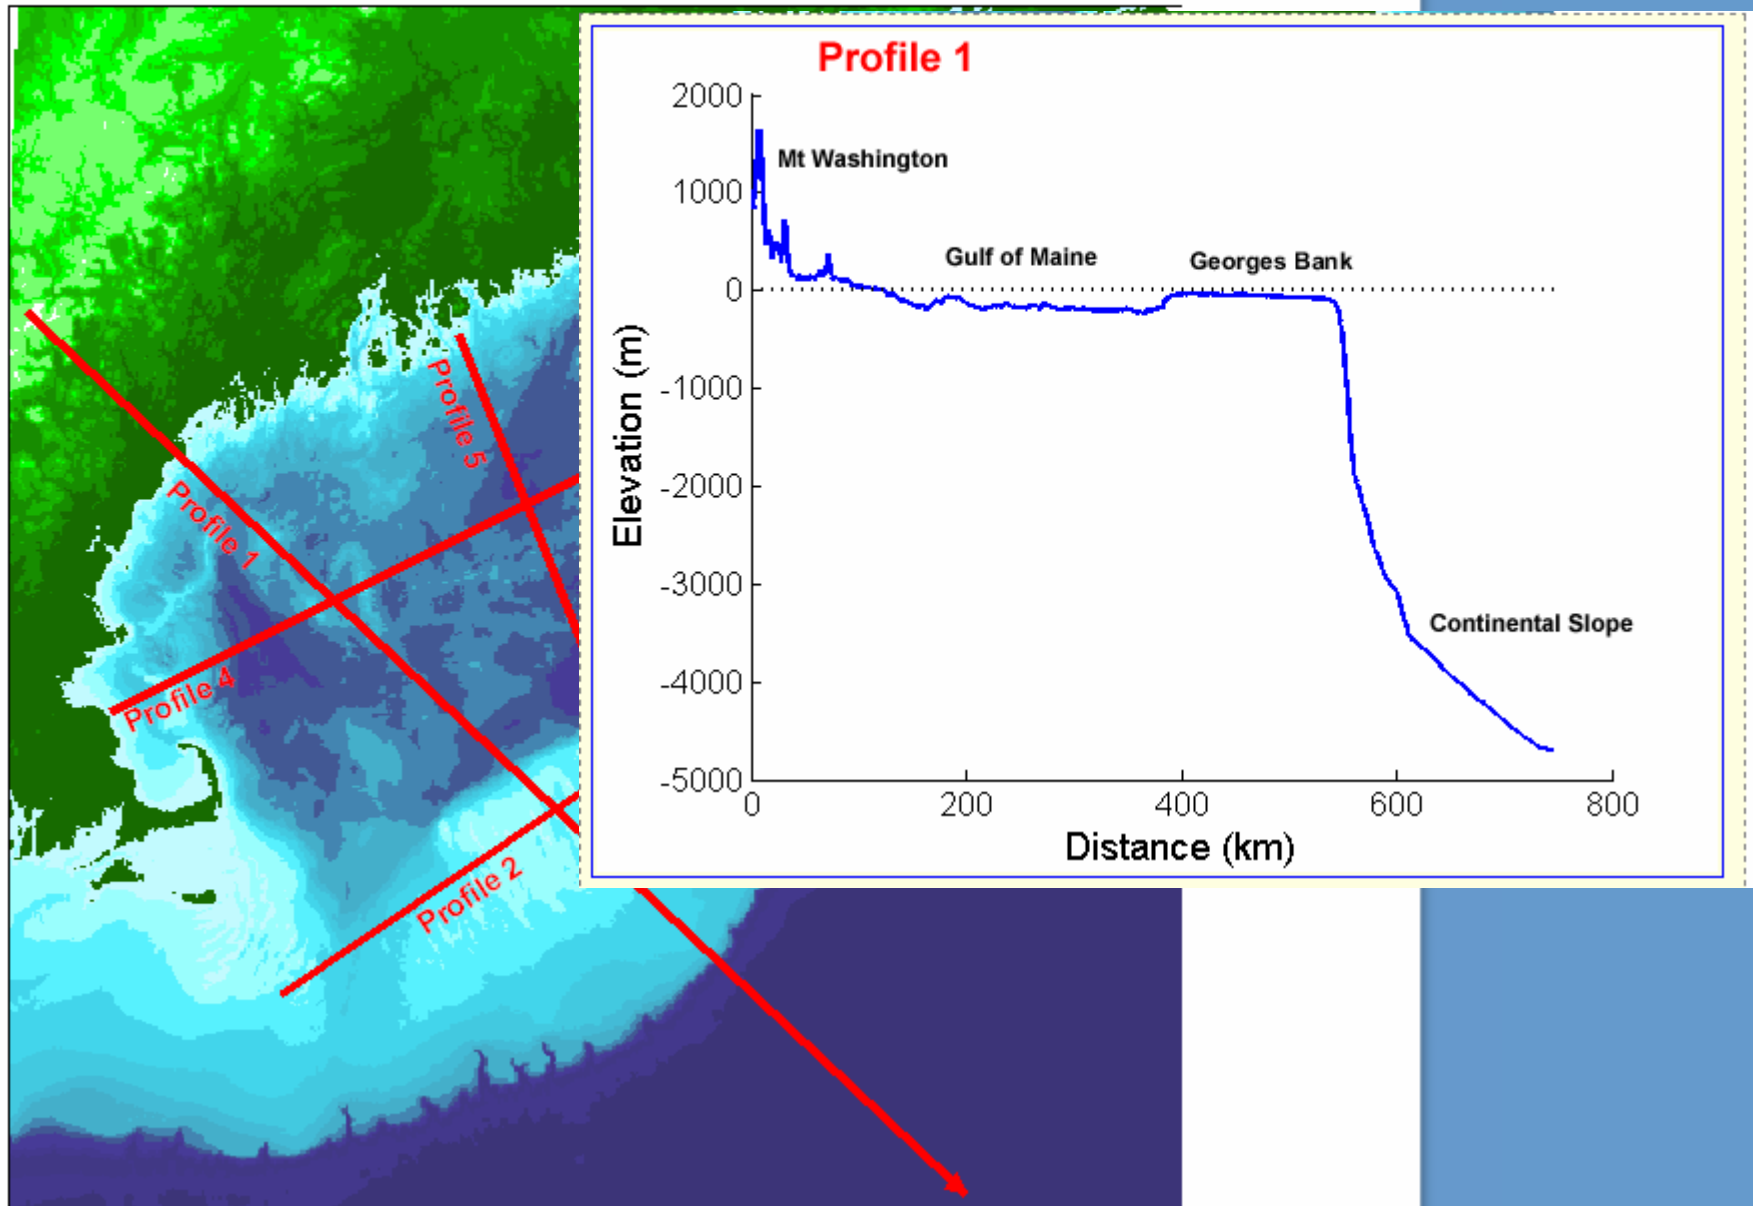 Profile 1
2000
1000
0
-1000
-2000
-3000
-4000
-5000
Elevation (m)
Mt Washington
Gulf of Maine
Georges Bank
Continental Slope
0 200 400 600 800
Distance (km)
Profile 5
Profile 1
Profile 4
Profile 2